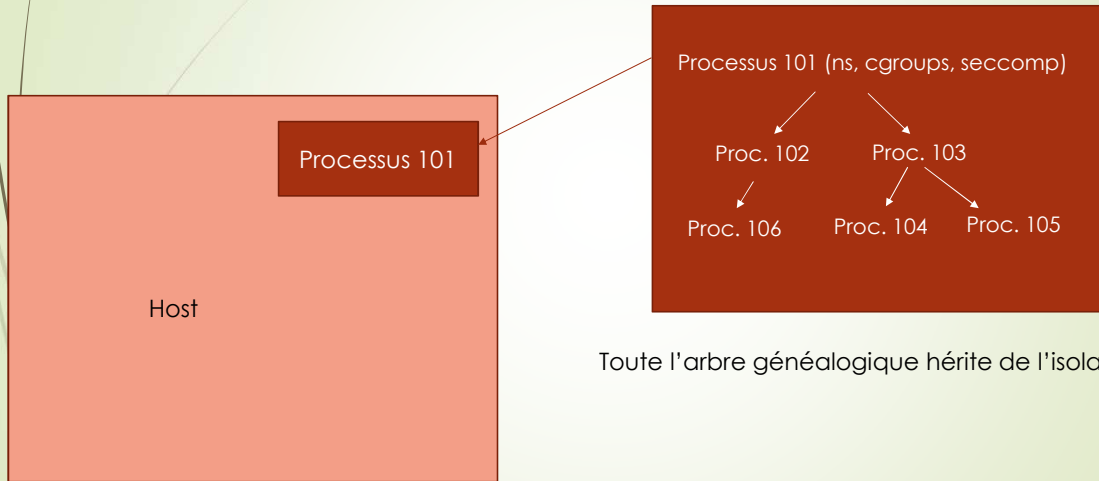 Processus 101 (ns, cgroups, seccomp)
Proc. 102 Proc. 103
Proc. 106 Proc. 104 Proc. 105
Processus 101
Host
Toute l’arbre généalogique hérite de l’isola